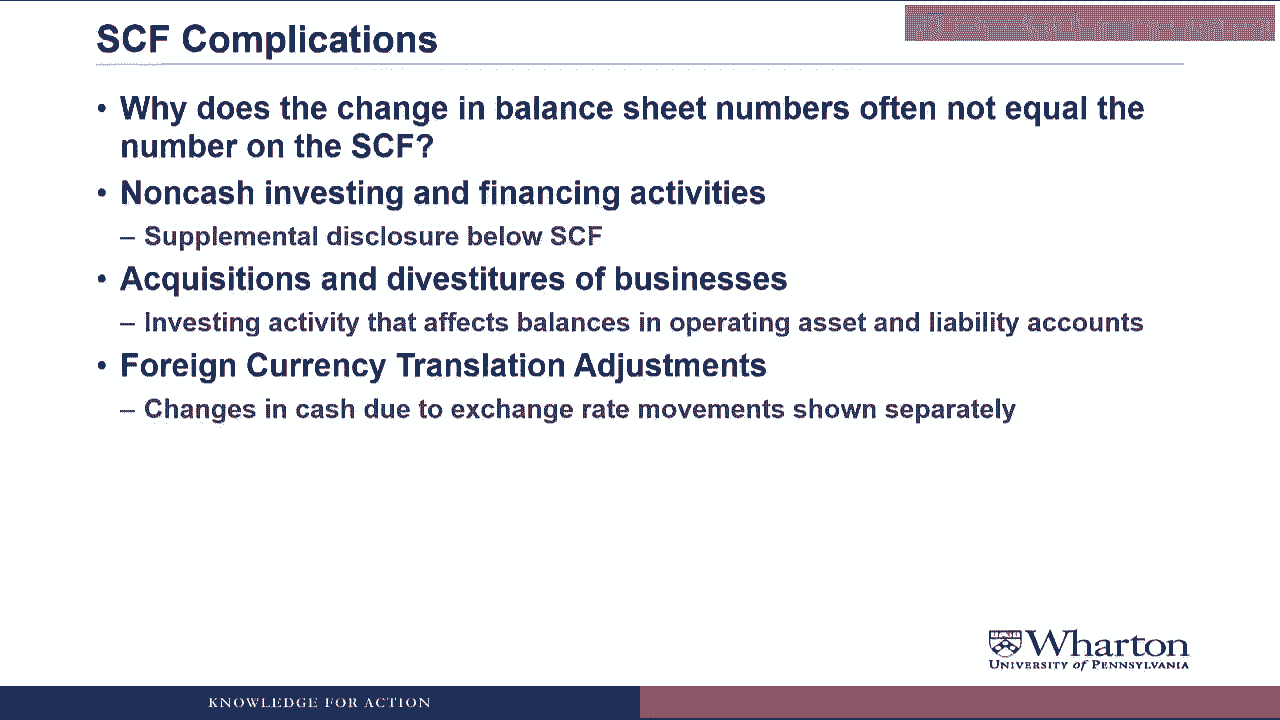 SCF Complications
• Why does the change in balance sheet numbers often not equal the
number on the SCF?
• Noncash investing and financing activities
– Supplemental disclosure below SCF
• Acquisitions and divestitures of businesses
– Investing activity that affects balances in operating asset and liability accounts
• Foreign Currency Translation Adjustments
– Changes in cash due to exchange rate movements shown separately
Wharton
UNIVERSITY of PENNSYLVANIA
KNOWLEDGE FOR ACTION